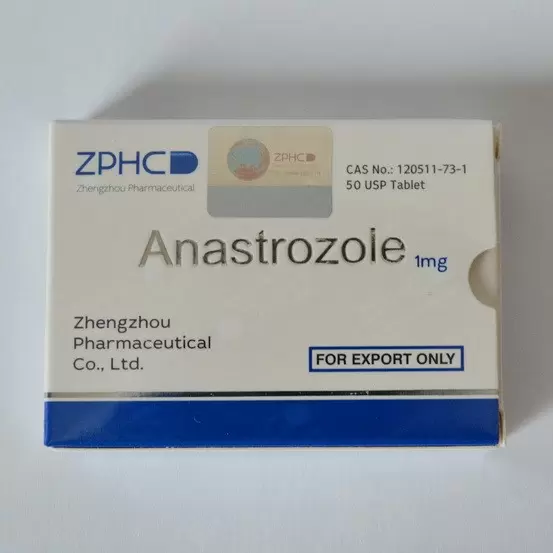 ZPHC
Zhengzhou Pharmaceutical
ZPHC
CAS No.: 120511-73-1
50 USP Tablet
Anastrozole
1mg
Zhengzhou
Pharmaceutical
Co., Ltd.
FOR EXPORT ONLY